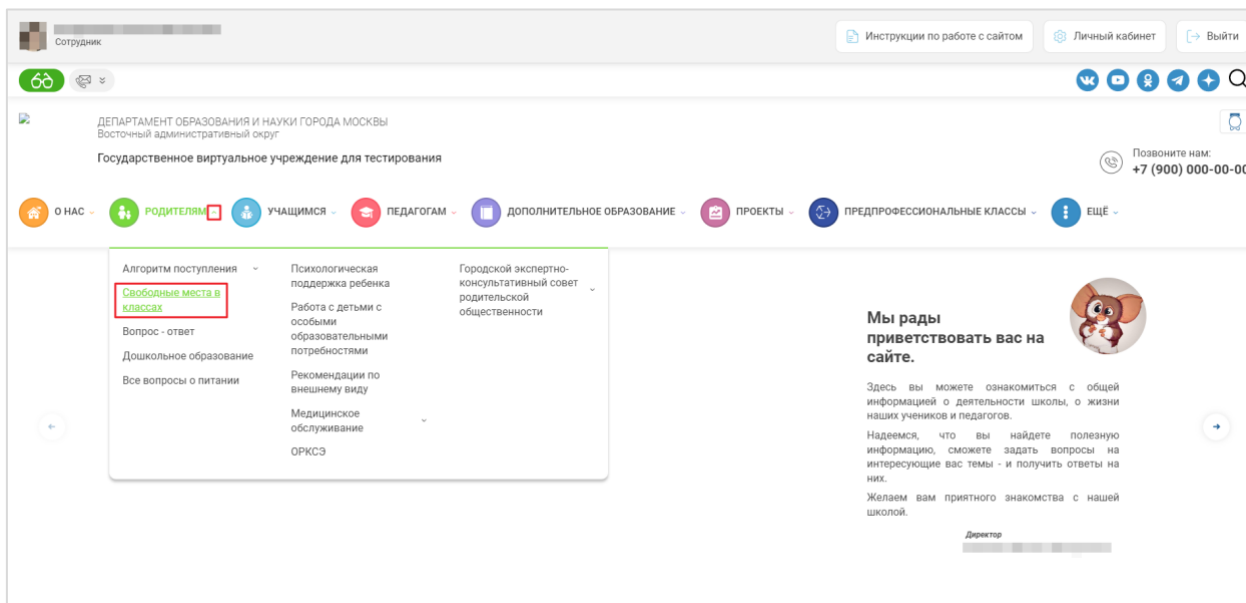 Сотрудник
Инструкции по работе с сайтом
Личный кабинет
Выйти
ДЕПАРТАМЕНТ ОБРАЗОВАНИЯ И НАУКИ ГОРОДА МОСКВЫ
Восточный административный округ
Государственное виртуальное учреждение для тестирования
Позвоните нам:
+7 (900) 000-00-00
О НАС
РОДИТЕЛЯМ
УЧАЩИМСЯ
ПЕДАГОГАМ
ДОПОЛНИТЕЛЬНОЕ ОБРАЗОВАНИЕ
ПРОЕКТЫ
ПРЕДПРОФЕССИОНАЛЬНЫЕ КЛАССЫ
ЕЩЁ
Алгоритм поступления
Свободные места в
классах
Вопрос - ответ
Дошкольное образование
Все вопросы о питании
Психологическая
поддержка ребенка
Работа с детьми с
особыми
образовательными
потребностями
Рекомендации по
внешнему виду
Медицинское
обслуживание
ОРКСЭ
Городской экспертно-
консультативный совет
родительской
общественности
Мы рады
приветствовать вас на
сайте.
Здесь вы можете ознакомиться с общей
информацией о деятельности школы, о жизни
наших учеников и педагогов.
Надеемся, что вы найдете полезную
информацию, сможете задать вопросы на
интересующие вас темы - и получить ответы на
них.
Желаем вам приятного знакомства с нашей
школой.
Директор